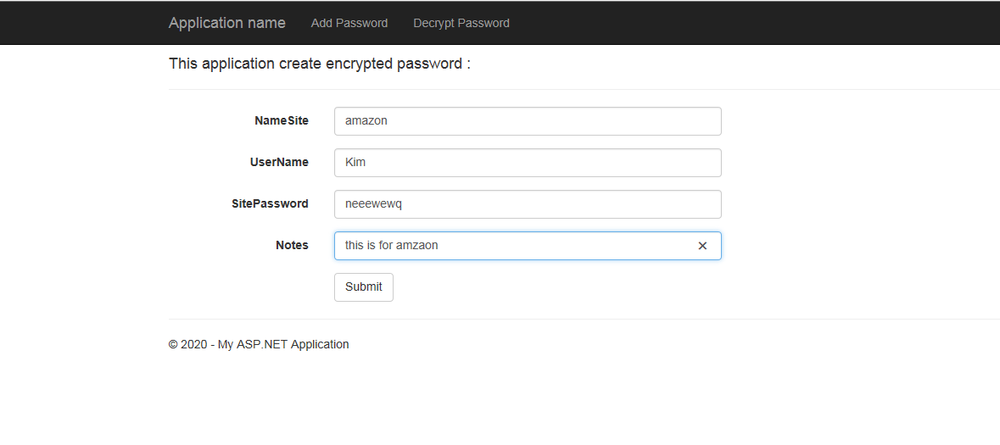 Application name Add Password Decrypt Password
This application create encrypted password :
NameSite amazon
UserName Kim
SitePassword neeewewq
Notes this is for amzaon ×
Submit
© 2020 - My ASP.NET Application